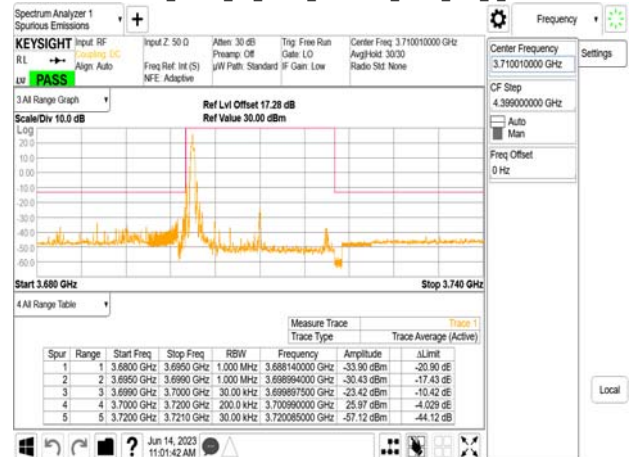 Spectrum Analyzer 1
Spurious Emissions
+
Frequency
KEYSIGHT Input: RF Input Z: 50 Ω Atten: 30 dB Trig: Free Run Center Freq: 3.710010000 GHz
RL Coupling: DC Preamp: Off Gate: LO Avg|Hold: 30/30
Align: Auto Freq Ref: Int (S) µW Path: Standard IF Gain: Low Radio Std: None
NFE: Adaptive
PASS
Center Frequency
3.710010000 GHz
Settings
CF Step
4.399000000 GHz
Auto
Man
Freq Offset
0 Hz
3 All Range Graph
Ref Lvl Offset 17.28 dB
Scale/Div 10.0 dB Ref Value 30.00 dBm
Log
20.0
10.0
0.00
-10.0
-20.0
-30.0
-40.0
-50.0
-60.0
Start 3.680 GHz Stop 3.740 GHz
4 All Range Table
Measure Trace Trace 1
Trace Type Trace Average (Active)
Spur Range Start Freq Stop Freq RBW Frequency Amplitude ΔLimit
1 1 3.6800 GHz 3.6950 GHz 1.000 MHz 3.688140000 GHz -33.90 dBm -20.90 dB
2 2 3.6950 GHz 3.6990 GHz 1.000 MHz 3.698994000 GHz -30.43 dBm -17.43 dB
3 3 3.6990 GHz 3.7000 GHz 30.00 kHz 3.699897500 GHz -23.42 dBm -10.42 dB
4 4 3.7000 GHz 3.7200 GHz 200.0 kHz 3.700990000 GHz 25.97 dBm -4.029 dB
5 5 3.7200 GHz 3.7210 GHz 30.00 kHz 3.720085000 GHz -57.12 dBm -44.12 dB
Local
?
Jun 14, 2023
11:01:42 AM